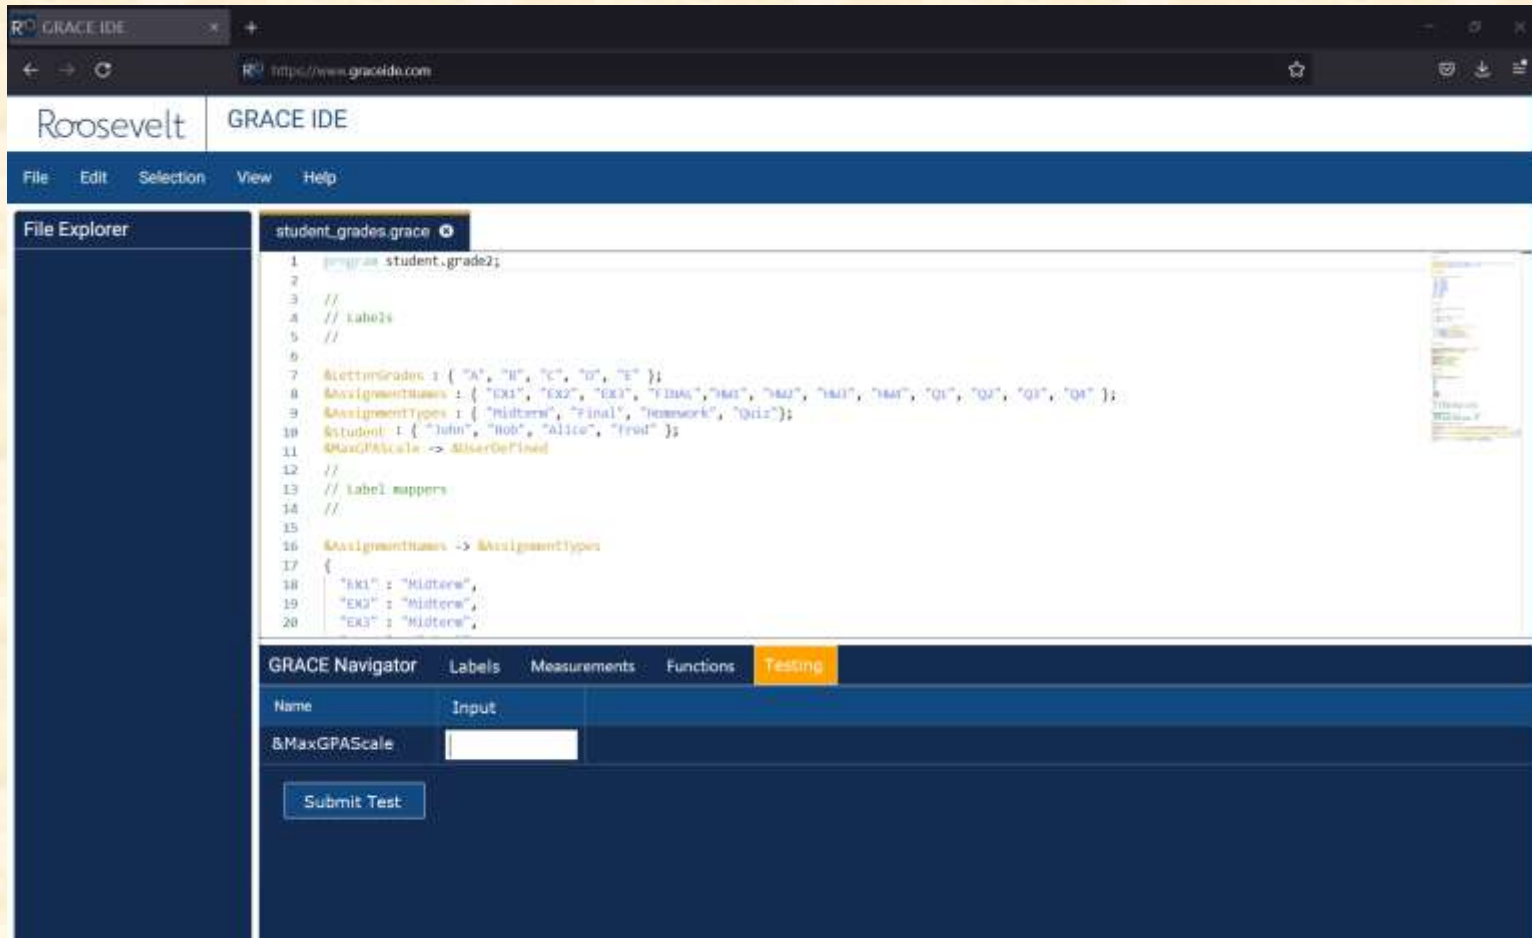 GRACE IDE
https://www.graceide.com
Roosevelt GRACE IDE
File Edit Selection View Help
File Explorer
student_grades.grace
1 program student.grade2;
2
3 //
4 // Labels
5 //
6
7 &LetterGrades : { "A", "B", "C", "D", "E" };
8 &AssignmentNames : { "EX1", "EX2", "EX3", "FINAL","HW1", "HW2", "HW3", "HW4", "Q1", "Q2", "Q3", "Q4" };
9 &AssignmentTypes : { "Midterm", "Final", "Homework", "Quiz"};
10 &Student : { "John", "Bob", "Alice", "Fred" };
11 &MaxGPAScale -> &UserDefined
12 //
13 // Label mappers
14 //
15
16 &AssignmentNames -> &AssignmentTypes
17 {
18 "EX1" : "Midterm",
19 "EX2" : "Midterm",
20 "EX3" : "Midterm",
GRACE Navigator Labels Measurements Functions Testing
Name Input
&MaxGPAScale
Submit Test